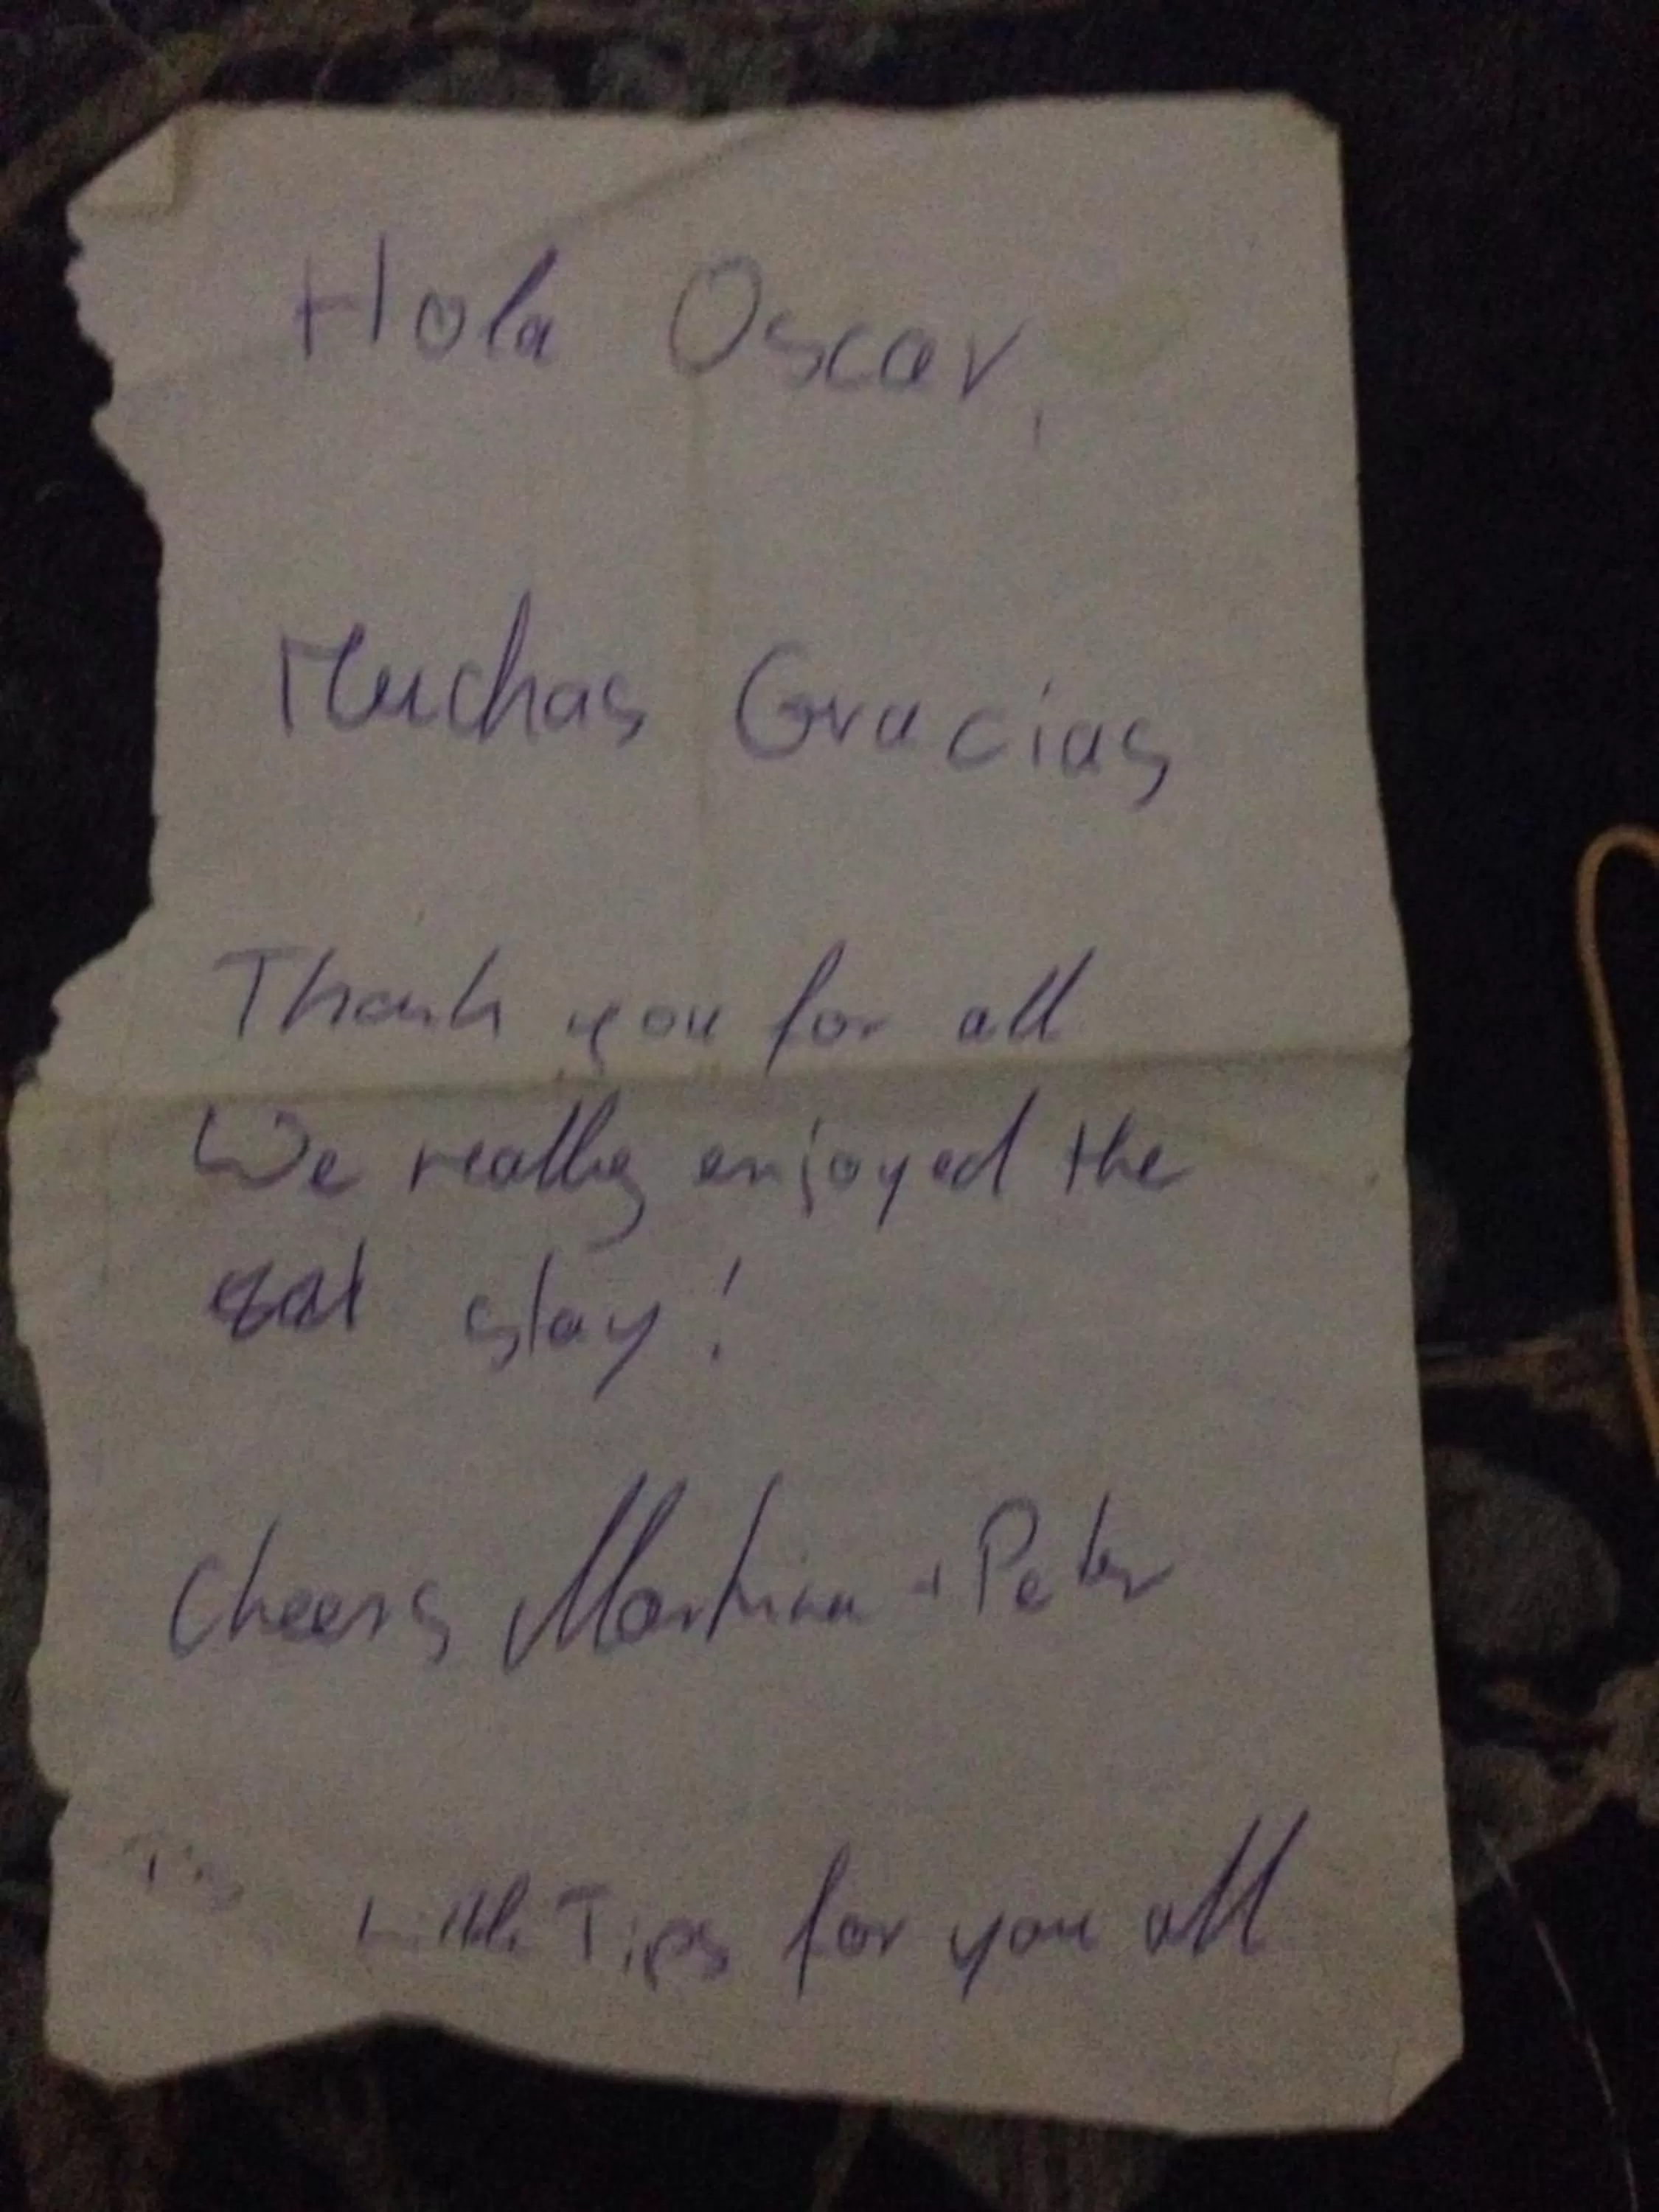 Hola Oscar,
Muchas Gracias
Thank you for all
We really enjoyed the
stay!
Cheers Martina + Peter
Little Tips for you all